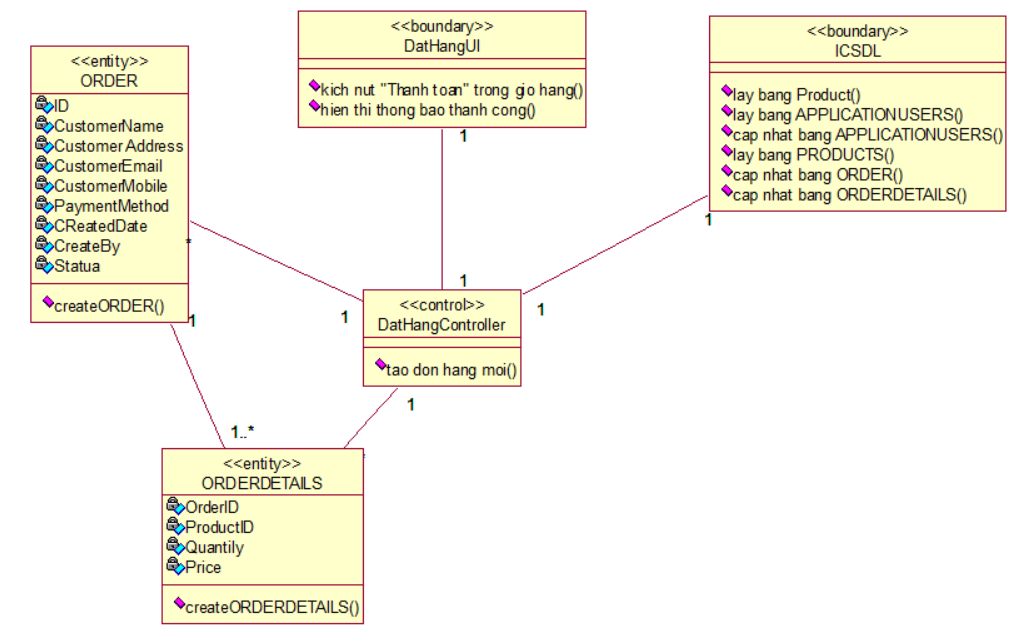 <<entity>>
ORDER
ID
CustomerName
Customer Address
CustomerEmail
CustomerMobile
PaymentMethod
CReatedDate
CreateBy
Statua
createORDER()
<<boundary>>
DatHangUI
kich nut "Thanh toan" trong gio hang()
hien thi thong bao thanh cong()
<<boundary>>
ICSDL
lay bang Product()
lay bang APPLICATIONUSERS()
cap nhat bang APPLICATIONUSERS()
lay bang PRODUCTS()
cap nhat bang ORDER()
cap nhat bang ORDERDETAILS()
1
1
*
1
1
1
<<control>>
DatHangController
tao don hang moi()
1
1
1..*
*
<<entity>>
ORDERDETAILS
OrderID
ProductID
Quantily
Price
createORDERDETAILS()